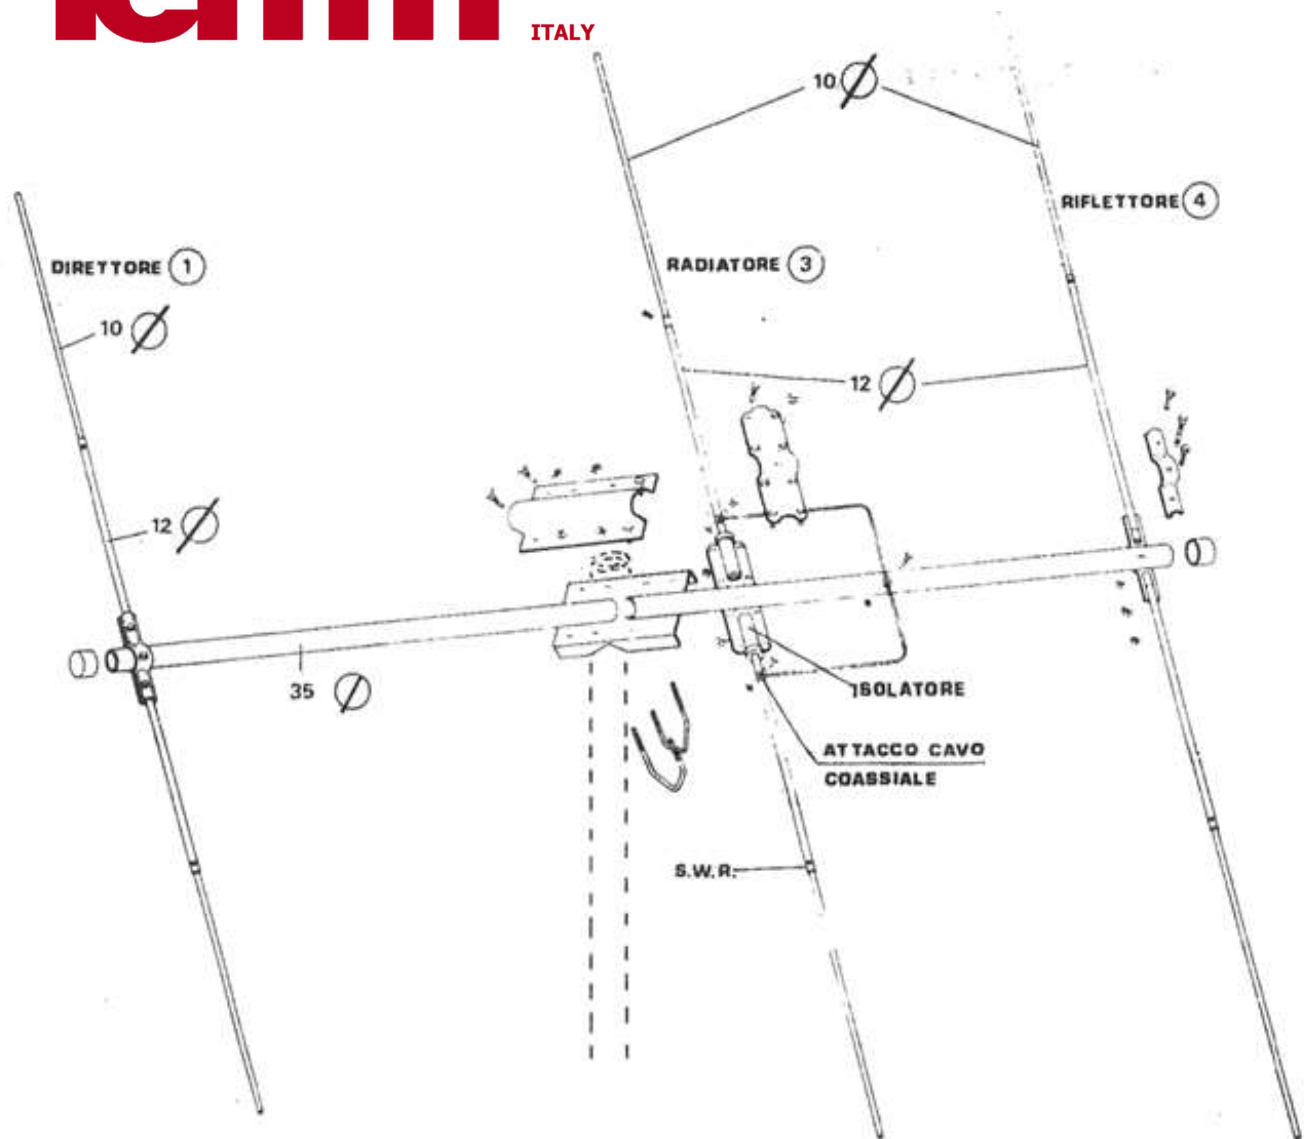 ITALY
10 Ø
RIFLETTORE 4
DIRETTORE 1
RADIATORE 3
10 Ø
12 Ø
12 Ø
35 Ø
ISOLATORE
ATTACCO CAVO
COASSIALE
S.W.R.